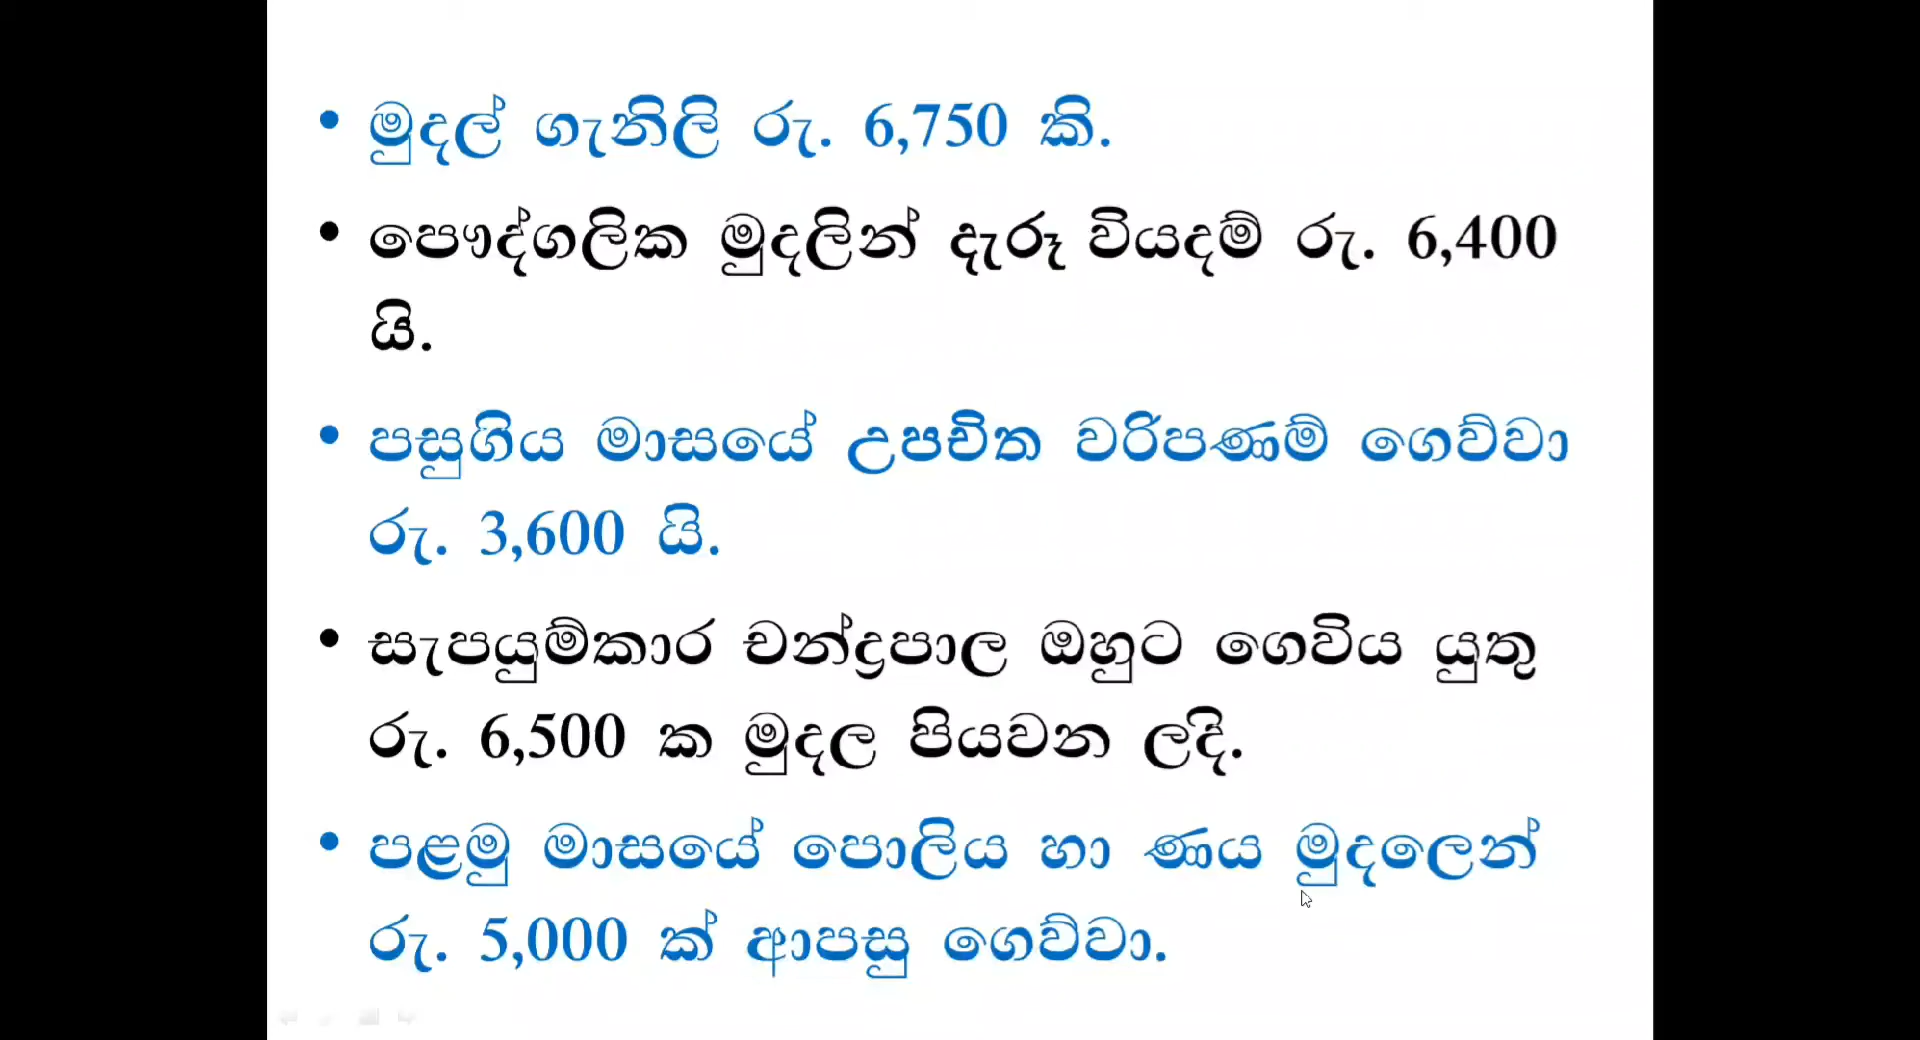 • මුදල් ගැනිලි රු. 6,750 කි.
• පෞද්ගලික මුදලින් දැරූ වියදම් රු. 6,400
යි.
• පසුගිය මාසයේ උපචිත වරිපණම් ගෙව්වා
රු. 3,600 යි.
• සැපයුම්කාර චන්ද්‍රපාල ඔහුට ගෙවිය යුතු
රු. 6,500 ක මුදල පියවන ලදි.
• පළමු මාසයේ පොලිය හා ණය මුදලෙන්
රු. 5,000 ක් ආපසු ගෙව්වා.